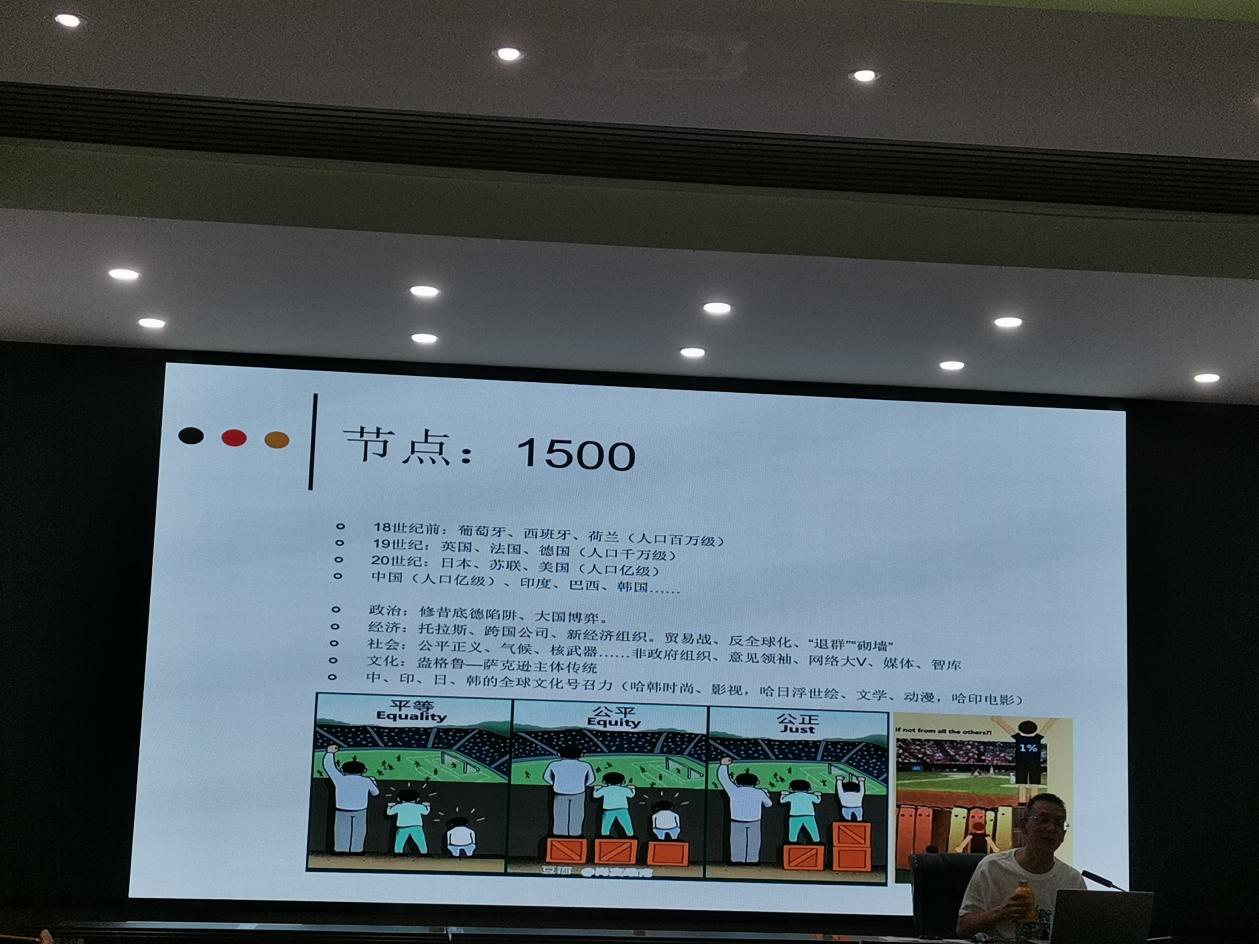 节点：1500
18世纪前：葡萄牙、西班牙、荷兰（人口百万级）
19世纪：英国、法国、德国（人口千万级）
20世纪：日本、苏联、美国（人口亿级）
中国（人口亿级）、印度、巴西、韩国......
政治：修昔底德陷阱、大国博弈。
经济：托拉斯、跨国公司、新经济组织。贸易战、反全球化、“退群”“砌墙”
社会：公平正义、气候、核武器......非政府组织、意见领袖、网络大V、媒体、智库
文化：盎格鲁—萨克逊主体传统
中、印、日、韩的全球文化号召力（哈韩时尚、影视，哈日浮世绘、文学、动漫，哈印电影）
平等
Equality
公平
Equity
公正
Just
if not from all the others?!
1%